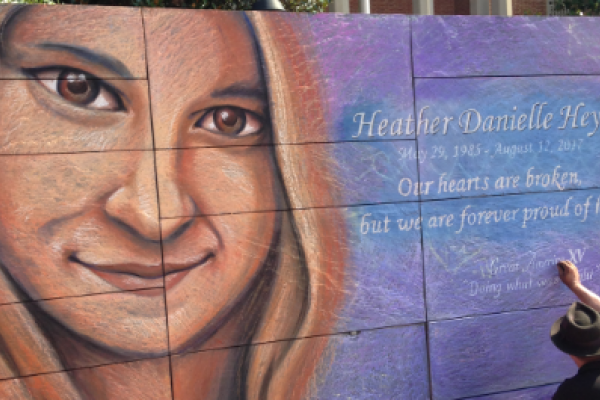 Heather Danielle Hey
May 29, 1985 - August 12, 2017
Our hearts are broken,
but we are forever proud of h
XV
Doing what